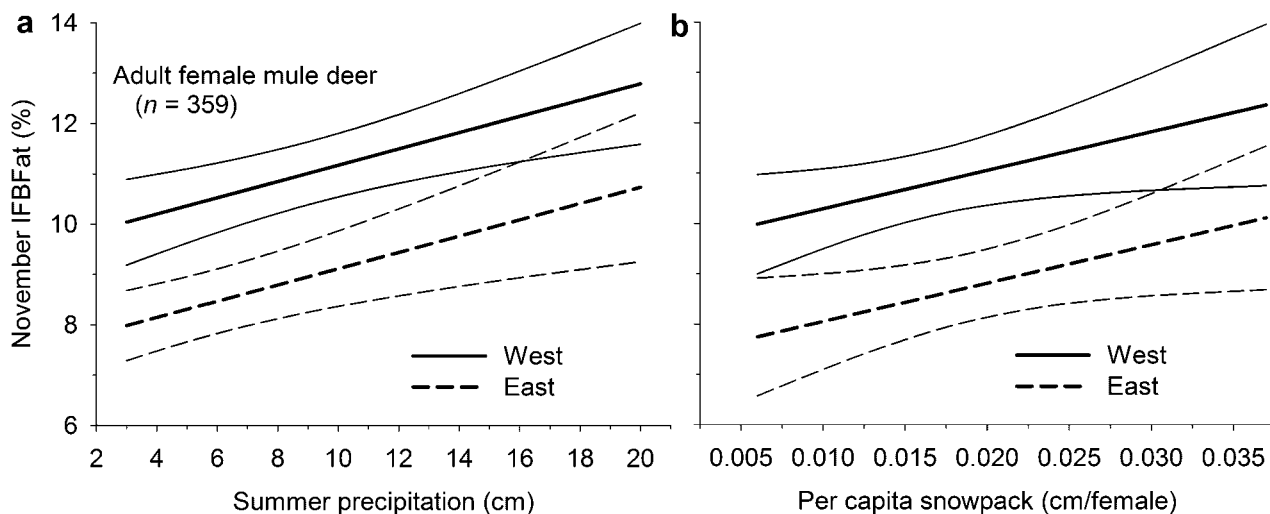 a
14
12
10
8
6
November IFBFat (%)
Adult female mule deer
(n = 359)
West
East
2 4 6 8 10 12 14 16 18 20
Summer precipitation (cm)
b
West
East
0.005 0.010 0.015 0.020 0.025 0.030 0.035
Per capita snowpack (cm/female)